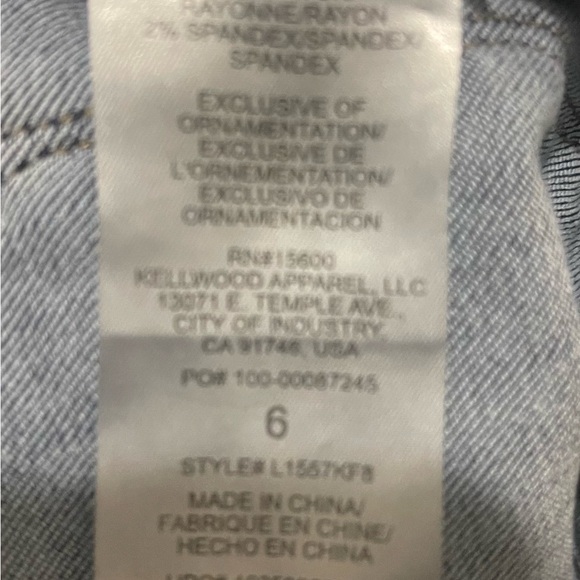 RAYONNE/RAYON
2% SPANDEX/SPANDEX/
SPANDEX
EXCLUSIVE OF
ORNAMENTATION/
EXCLUSIVE DE
L'ORNEMENTATION/
EXCLUSIVO DE
ORNAMENTACION
RN#15600
KELLWOOD APPAREL, LLC
13071 E. TEMPLE AVE.,
CITY OF INDUSTRY,
CA 91746, USA
PO# 100-00087245
6
STYLE# L1557KF8
MADE IN CHINA/
FABRIQUE EN CHINE/
HECHO EN CHINA